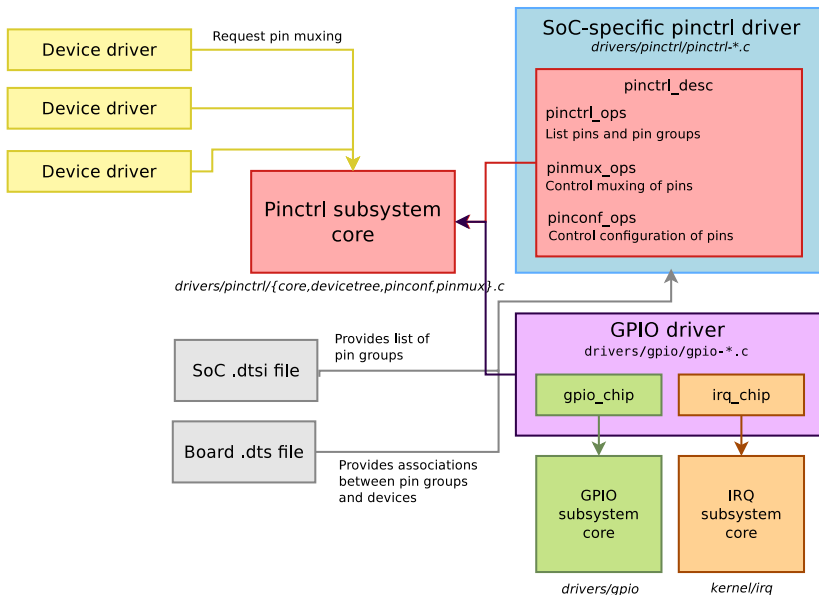 Device driver
Request pin muxing
Device driver
Device driver
SoC-specific pinctrl driver
drivers/pinctrl/pinctrl-*.c
pinctrl_desc
pinctrl_ops
List pins and pin groups
pinmux_ops
Control muxing of pins
pinconf_ops
Control configuration of pins
Pinctrl subsystem
core
drivers/pinctrl/{core,devicetree,pinconf,pinmux}.c
SoC .dtsi file
Provides list of
pin groups
Board .dts file
Provides associations
between pin groups
and devices
GPIO driver
drivers/gpio/gpio-*.c
gpio_chip
irq_chip
GPIO
subsystem
core
IRQ
subsystem
core
drivers/gpio
kernel/irq